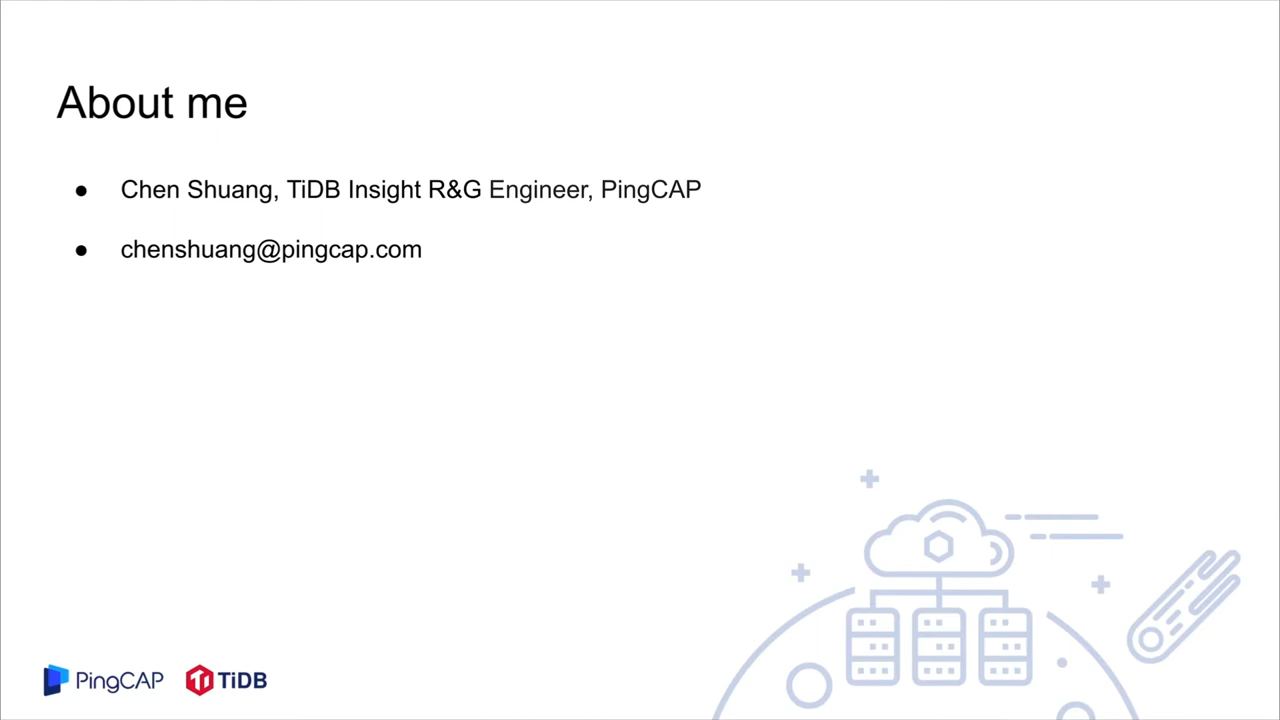 About me
● Chen Shuang, TiDB Insight R&G Engineer, PingCAP
● chenshuang@pingcap.com
PingCAP TiDB